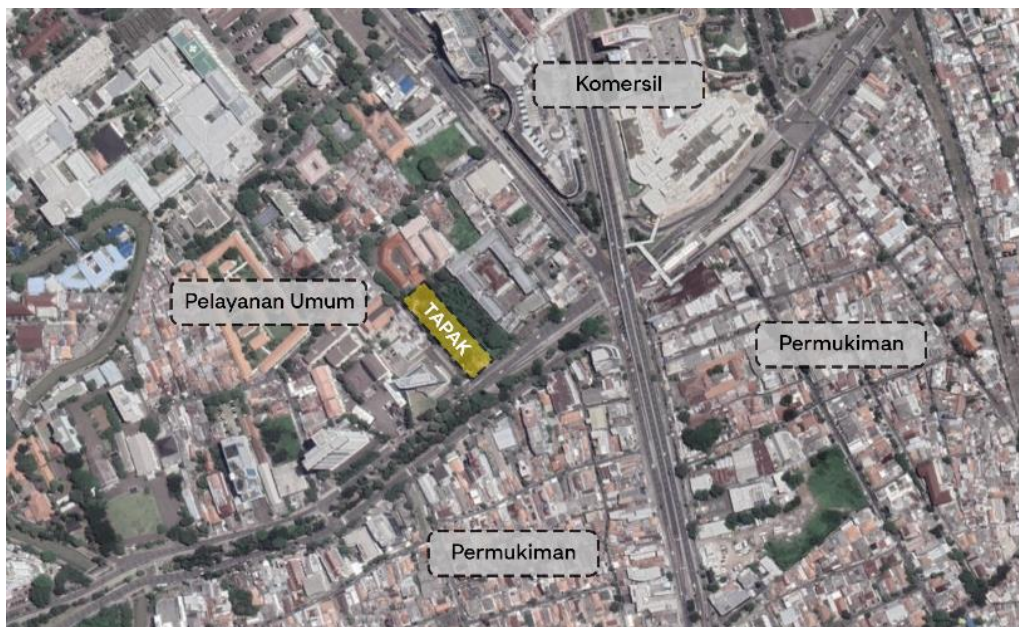 Komersil
Pelayanan Umum
TAPAK
Permukiman
Permukiman